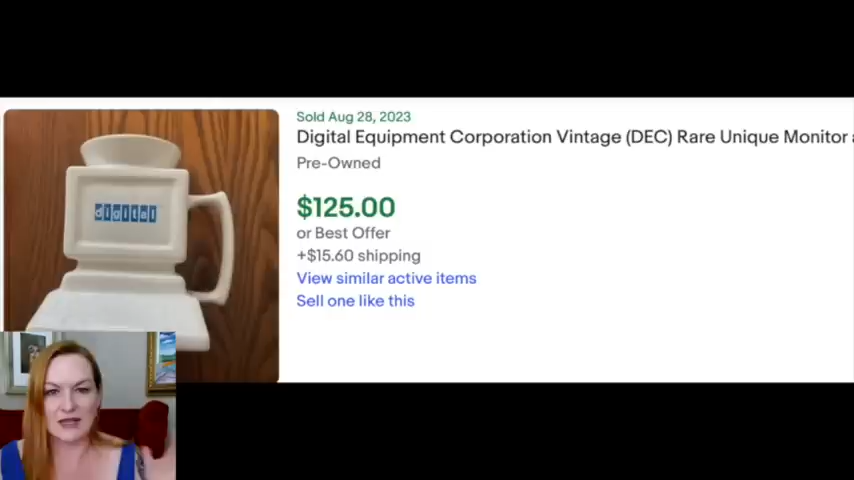 digital
Sold Aug 28, 2023
Digital Equipment Corporation Vintage (DEC) Rare Unique Monitor
Pre-Owned
$125.00
or Best Offer
+$15.60 shipping
View similar active items
Sell one like this